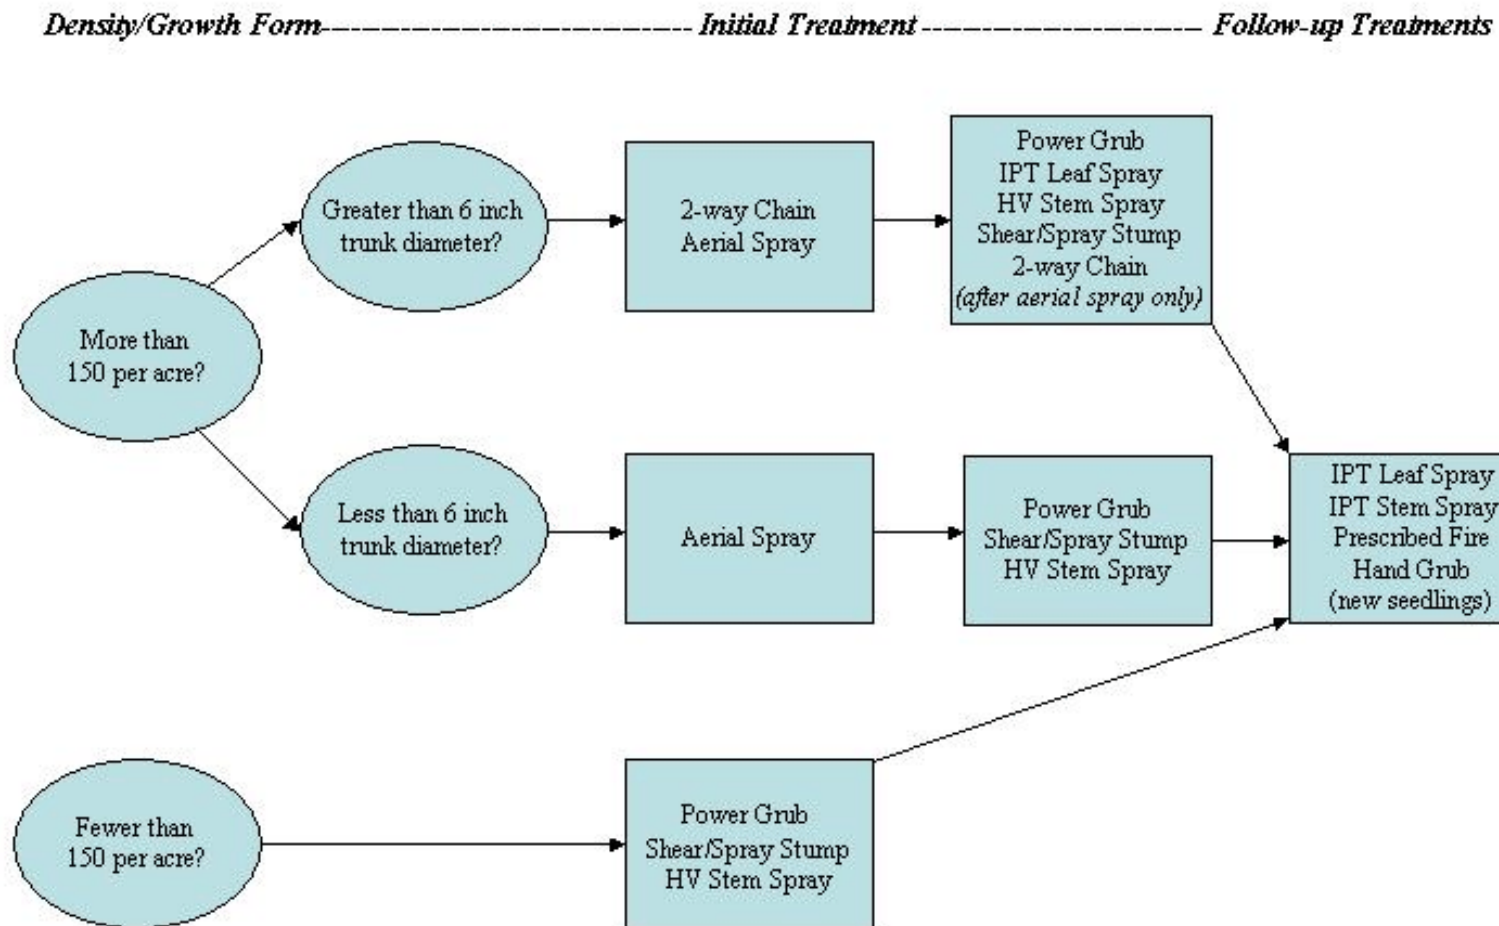 Density/Growth Form------------------------------------- Initial Treatment ---------------------------- Follow-up Treatments
Greater than 6 inch
trunk diameter?
2-way Chain
Aerial Spray
Power Grub
IPT Leaf Spray
HV Stem Spray
Shear/Spray Stump
2-way Chain
(after aerial spray only)
More than
150 per acre?
Less than 6 inch
trunk diameter?
Aerial Spray
Power Grub
Shear/Spray Stump
HV Stem Spray
IPT Leaf Spray
IPT Stem Spray
Prescribed Fire
Hand Grub
(new seedlings)
Fewer than
150 per acre?
Power Grub
Shear/Spray Stump
HV Stem Spray